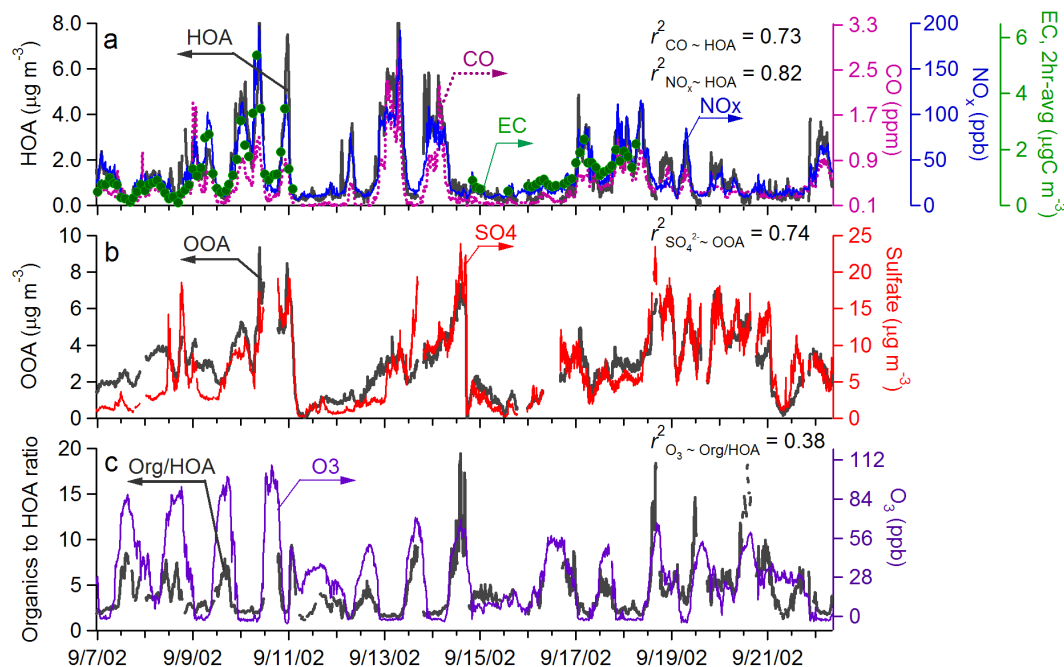 a
HOA
CO
EC
NOx
r²CO ~ HOA = 0.73
r²NOₓ~ HOA = 0.82
HOA (µg m⁻³)
8.0
6.0
4.0
2.0
0.0
CO (ppm)
3.3
2.5
1.7
0.9
0.1
NOₓ (ppb)
200
150
100
50
0
EC, 2hr-avg (µgC m⁻³)
6
4
2
0
b
OOA
SO4
r²SO₄²⁻~ OOA = 0.74
OOA (µg m⁻³)
10
8
6
4
2
0
Sulfate (µg m⁻³)
25
20
15
10
5
0
c
Org/HOA
O3
r²O₃ ~ Org/HOA = 0.38
Organics to HOA ratio
20
15
10
5
0
O₃ (ppb)
112
84
56
28
0
9/7/02 9/9/02 9/11/02 9/13/02 9/15/02 9/17/02 9/19/02 9/21/02